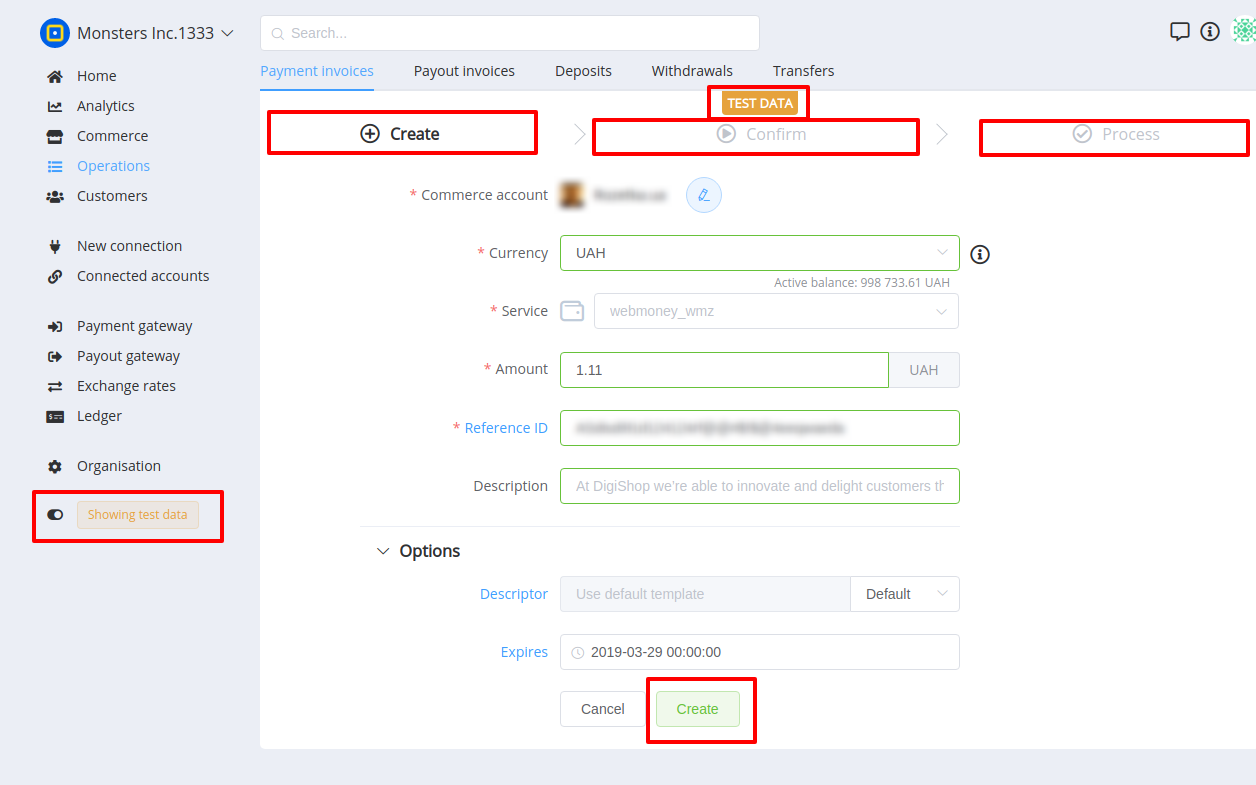 Monsters Inc.1333
Search...
Home
Analytics
Commerce
Operations
Customers
New connection
Connected accounts
Payment gateway
Payout gateway
Exchange rates
Ledger
Organisation
Showing test data
Payment invoices Payout invoices Deposits Withdrawals Transfers
TEST DATA
Create Confirm Process
* Commerce account
* Currency UAH
Active balance: 998 733.61 UAH
* Service webmoney_wmz
* Amount 1.11 UAH
* Reference ID
Description At DigiShop we're able to innovate and delight customers th
Options
Descriptor Use default template Default
Expires 2019-03-29 00:00:00
Cancel Create